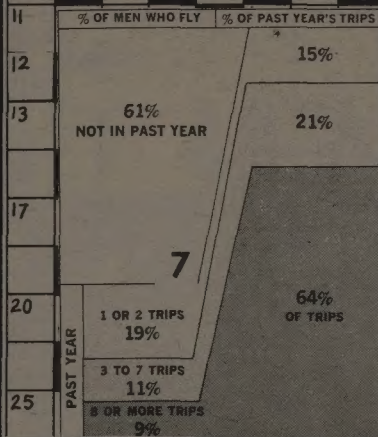 11
12
13
17
20
25
% OF MEN WHO FLY
% OF PAST YEAR'S TRIPS
61%
NOT IN PAST YEAR
7
PAST YEAR
1 OR 2 TRIPS
19%
3 TO 7 TRIPS
11%
8 OR MORE TRIPS
9%
15%
21%
64%
OF TRIPS